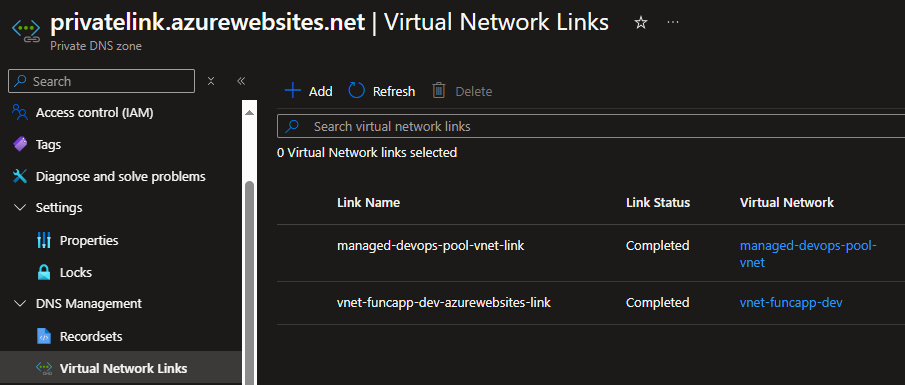 privatelink.azurewebsites.net | Virtual Network Links
Private DNS zone
Search
Access control (IAM)
Tags
Diagnose and solve problems
Settings
Properties
Locks
DNS Management
Recordsets
Virtual Network Links
Add Refresh Delete
Search virtual network links
0 Virtual Network links selected
Link Name Link Status Virtual Network
managed-devops-pool-vnet-link Completed managed-devops-pool-
vnet
vnet-funcapp-dev-azurewebsites-link Completed vnet-funcapp-dev